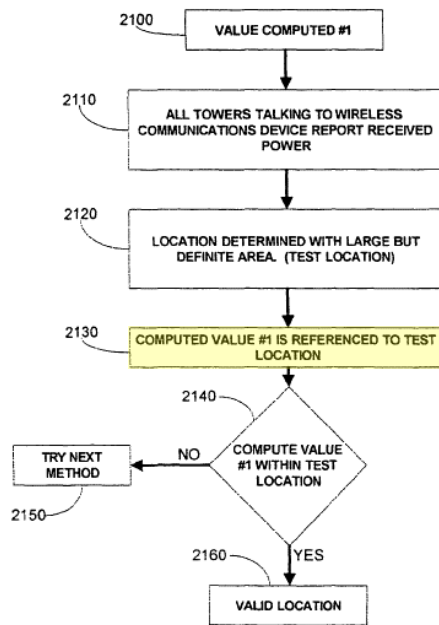 2100
VALUE COMPUTED #1
2110
ALL TOWERS TALKING TO WIRELESS
COMMUNICATIONS DEVICE REPORT RECEIVED
POWER
2120
LOCATION DETERMINED WITH LARGE BUT
DEFINITE AREA. (TEST LOCATION)
2130
COMPUTED VALUE #1 IS REFERENCED TO TEST
LOCATION
2140
COMPUTE VALUE
#1 WITHIN TEST
LOCATION
NO
TRY NEXT
METHOD
2150
YES
2160
VALID LOCATION